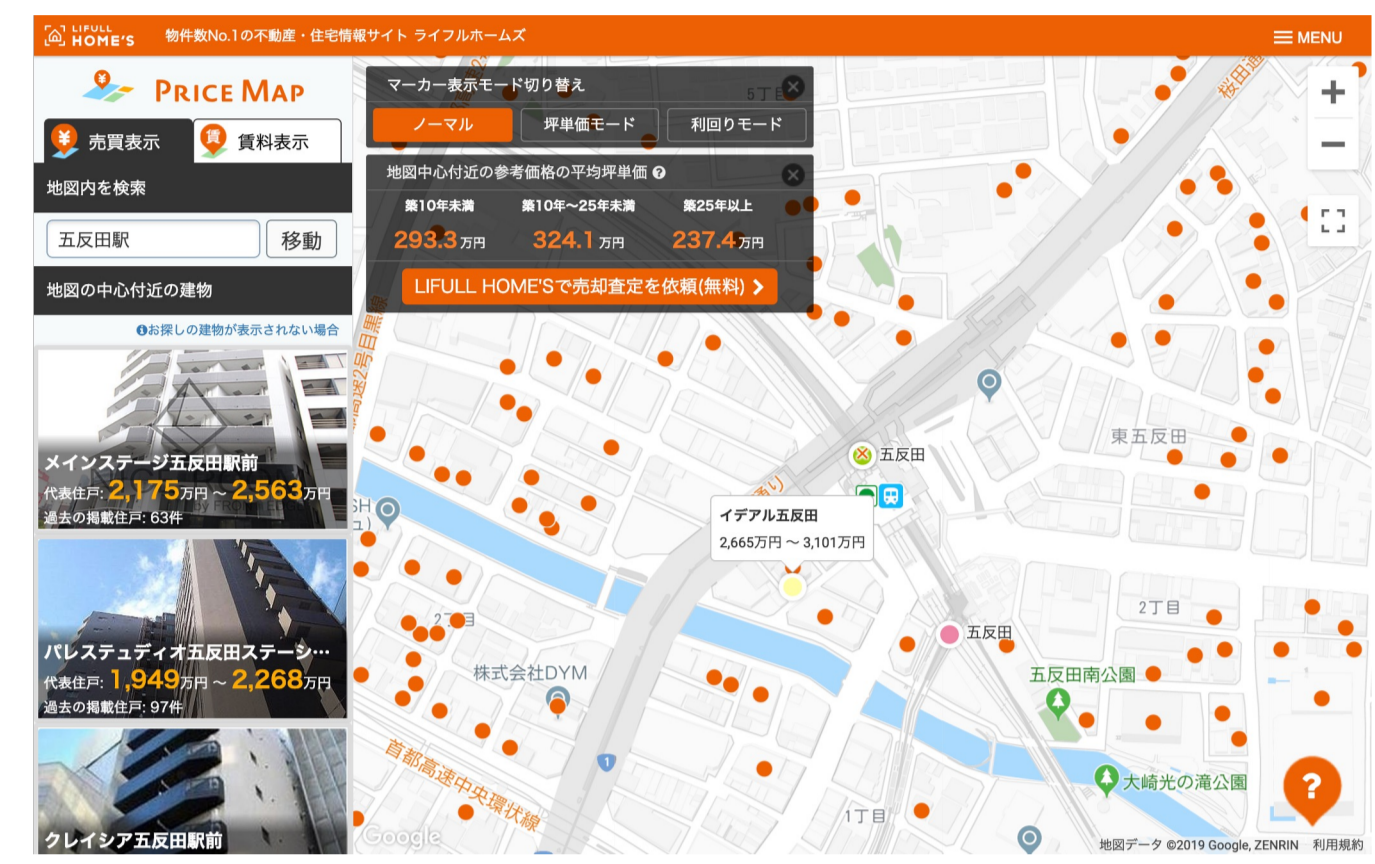 LIFULL HOME'S 物件数No.1の不動産・住宅情報サイト ライフルホームズ MENU
PRICE MAP
売買表示 賃料表示
地図内を検索
五反田駅 移動
地図の中心付近の建物
お探しの建物が表示されない場合
メインステージ五反田駅前
代表住戸: 2,175万円 ~ 2,563万円
過去の掲載住戸: 63件
パレステュディオ五反田ステーシ…
代表住戸: 1,949万円 ~ 2,268万円
過去の掲載住戸: 97件
クレイシア五反田駅前
マーカー表示モード切り替え
ノーマル 坪単価モード 利回りモード
地図中心付近の参考価格の平均坪単価
築10年未満 築10年~25年未満 築25年以上
293.3万円 324.1万円 237.4万円
LIFULL HOME'Sで売却査定を依頼(無料)
5丁目
桜田通
東五反田
五反田
イデアル五反田
2,665万円 ~ 3,101万円
五反田
2丁目
2丁目
株式会社DYM
五反田南公園
大崎光の滝公園
首都高速中央環状線
1
1丁目
?
Google
地図データ ©2019 Google, ZENRIN 利用規約